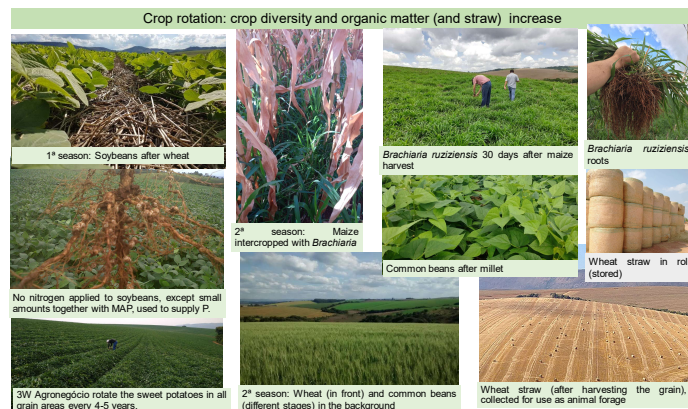 Crop rotation: crop diversity and organic matter (and straw) increase
1ª season: Soybeans after wheat
2ª season: Maize
intercropped with Brachiaria
Brachiaria ruziziensis 30 days after maize
harvest
Brachiaria ruziziensis
roots
No nitrogen applied to soybeans, except small
amounts together with MAP, used to supply P.
Common beans after millet
Wheat straw in rol
(stored)
3W Agronegócio rotate the sweet potatoes in all
grain areas every 4-5 years.
2ª season: Wheat (in front) and common beans
(different stages) in the background
Wheat straw (after harvesting the grain),
collected for use as animal forage